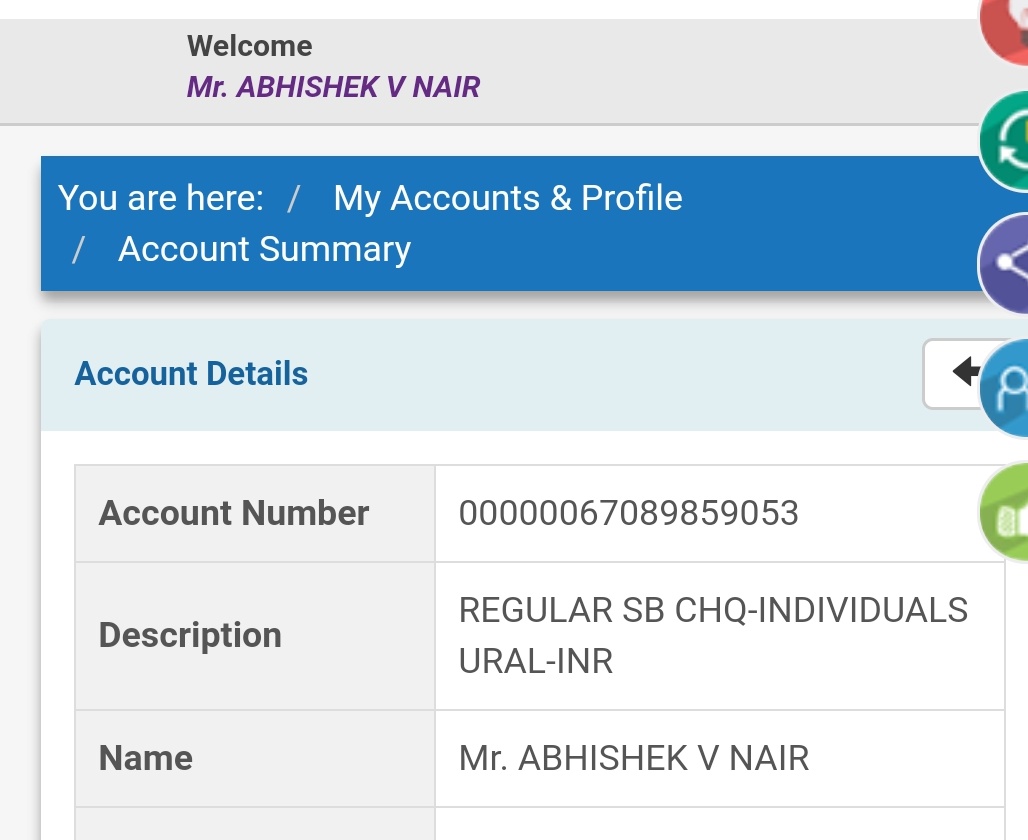 Welcome
Mr. ABHISHEK V NAIR
You are here: / My Accounts & Profile
/ Account Summary
Account Details
Account Number 00000067089859053
Description REGULAR SB CHQ-INDIVIDUALS
URAL-INR
Name Mr. ABHISHEK V NAIR